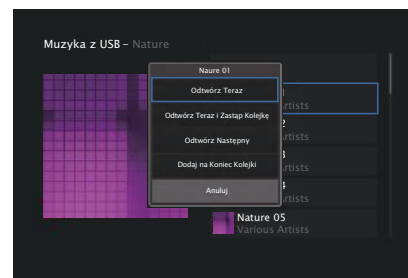 Muzyka z USB – Nature
Naure 01
Odtwórz Teraz
Odtwórz Teraz i Zastąp Kolejkę
Odtwórz Następny
Dodaj na Koniec Kolejki
Anuluj
1
Artists
2
Artists
3
Artists
4
Artists
Nature 05
Various Artists